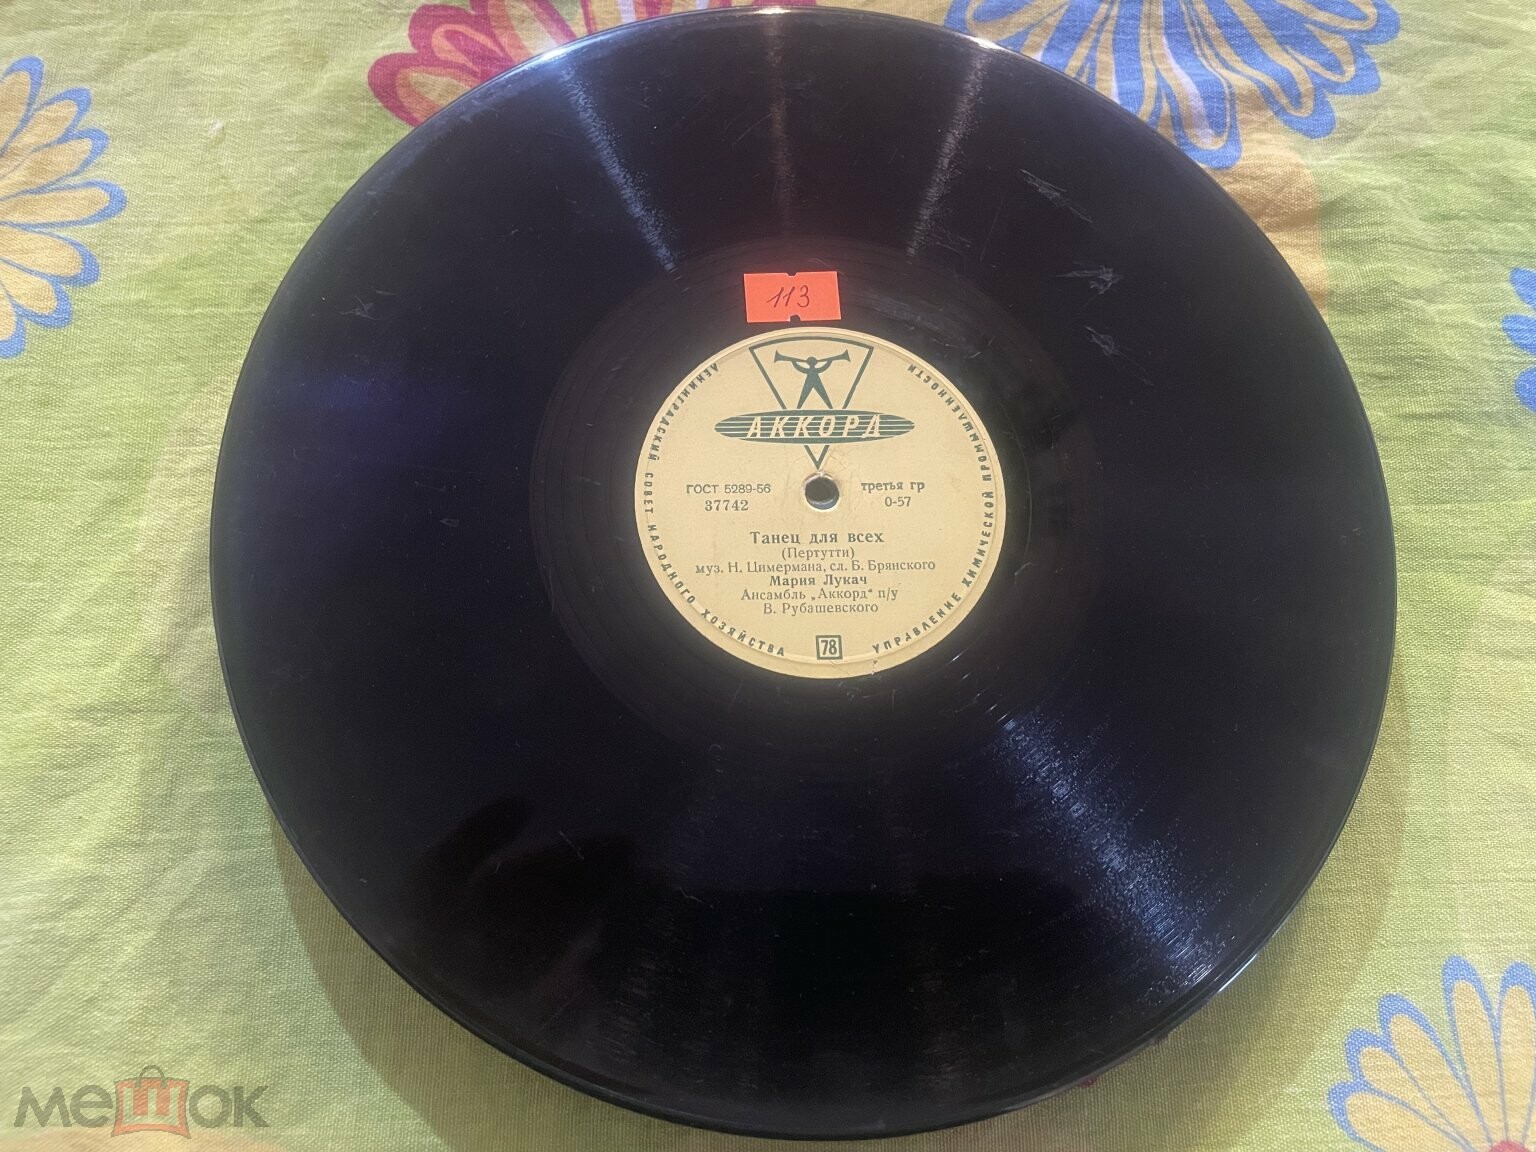 113
АККОРД
ЛЕНИНГРАДСКИЙ СОВЕТ НАРОДНОГО ХОЗЯЙСТВА
УПРАВЛЕНИЕ ХИМИЧЕСКОЙ ПРОМЫШЛЕННОСТИ
ГОСТ 5289-56 третья гр
37742 0-57
Танец для всех
(Пертутти)
муз. Н. Цимермана, сл. Б. Брянского
Мария Лукач
Ансамбль „Аккорд" п/у
В. Рубашевского
78
мешок